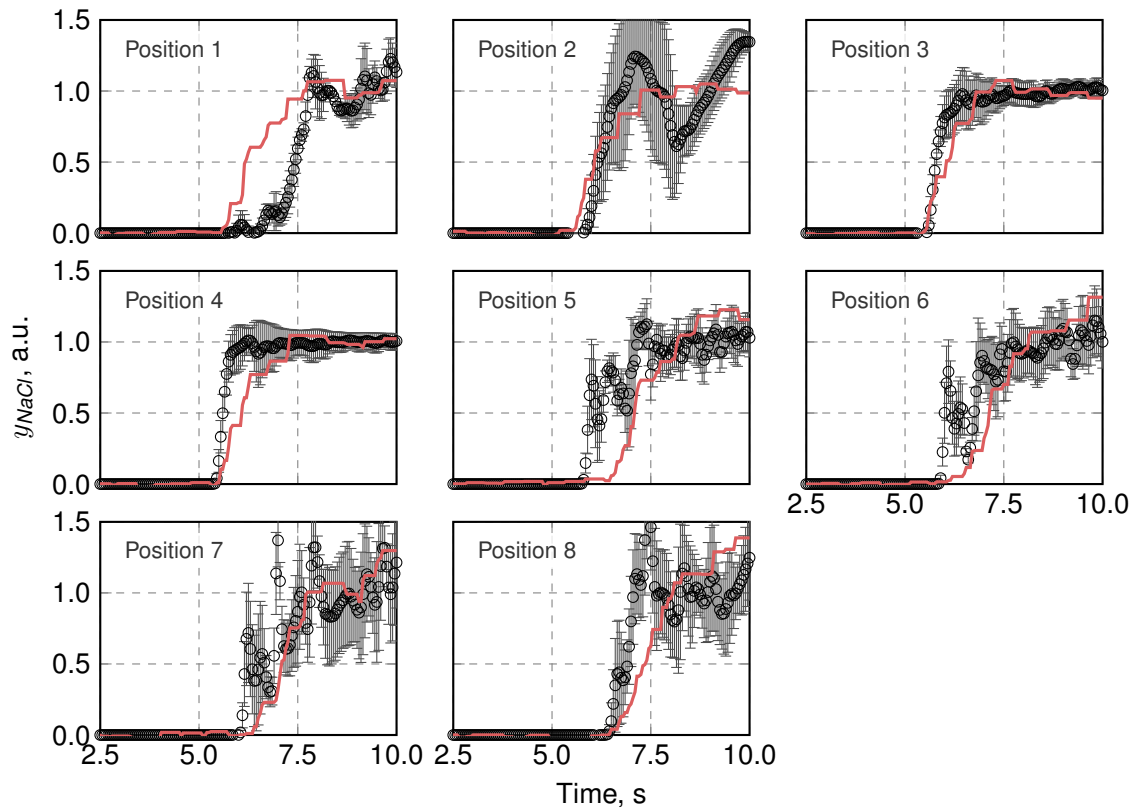 1.5
1.0
0.5
0.0
Position 1
Position 2
Position 3
1.5
1.0
0.5
0.0
Position 4
Position 5
Position 6
2.5 5.0 7.5 10.0
1.5
1.0
0.5
0.0
Position 7
Position 8
2.5 5.0 7.5 10.0
2.5 5.0 7.5 10.0
yNaCl, a.u.
Time, s